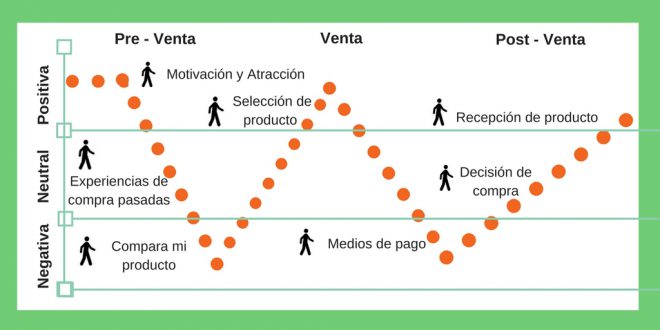 Pre - Venta
Venta
Post - Venta
Positiva
Neutral
Negativa
Motivación y Atracción
Selección de
producto
Recepción de producto
Experiencias de
compra pasadas
Decisión de
compra
Compara mi
producto
Medios de pago